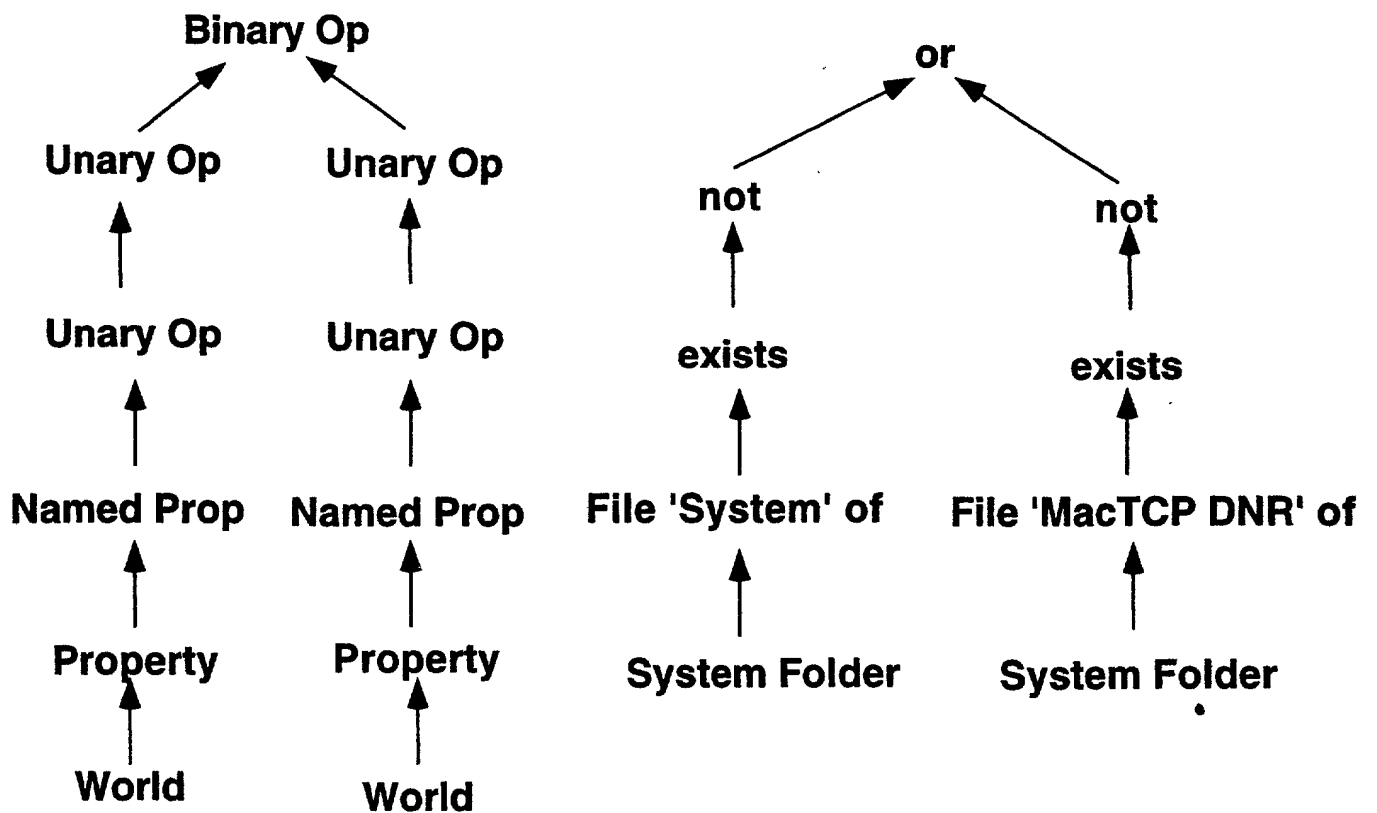 Binary Op
or
Unary Op Unary Op
not not
Unary Op Unary Op
exists exists
Named Prop Named Prop File 'System' of File 'MacTCP DNR' of
Property Property System Folder System Folder
World World